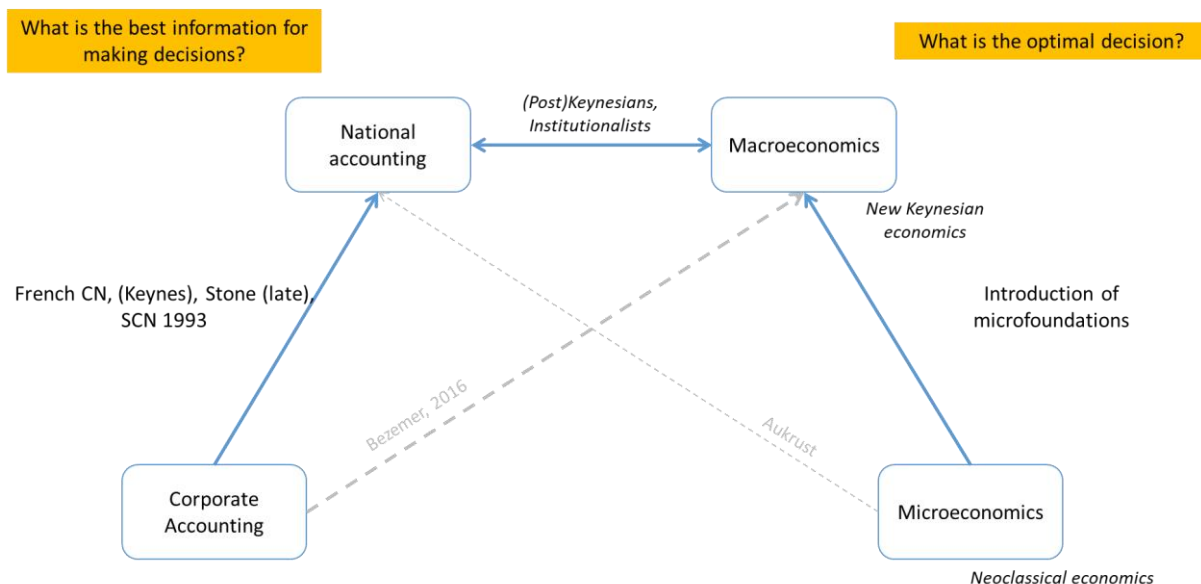 What is the best information for
making decisions?
What is the optimal decision?
(Post)Keynesians,
Institutionalists
National
accounting
Macroeconomics
New Keynesian
economics
French CN, (Keynes), Stone (late),
SCN 1993
Introduction of
microfoundations
Bezemer, 2016
Aukrust
Corporate
Accounting
Microeconomics
Neoclassical economics